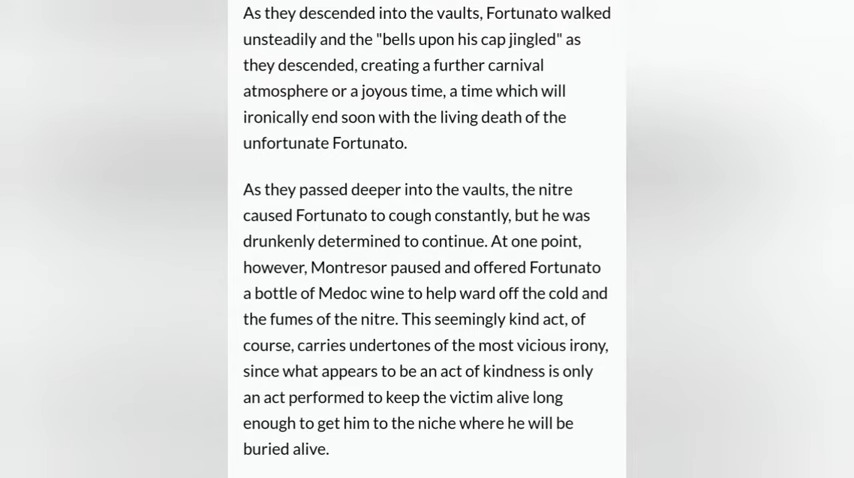 As they descended into the vaults, Fortunato walked
unsteadily and the "bells upon his cap jingled" as
they descended, creating a further carnival
atmosphere or a joyous time, a time which will
ironically end soon with the living death of the
unfortunate Fortunato.
As they passed deeper into the vaults, the nitre
caused Fortunato to cough constantly, but he was
drunkenly determined to continue. At one point,
however, Montresor paused and offered Fortunato
a bottle of Medoc wine to help ward off the cold and
the fumes of the nitre. This seemingly kind act, of
course, carries undertones of the most vicious irony,
since what appears to be an act of kindness is only
an act performed to keep the victim alive long
enough to get him to the niche where he will be
buried alive.